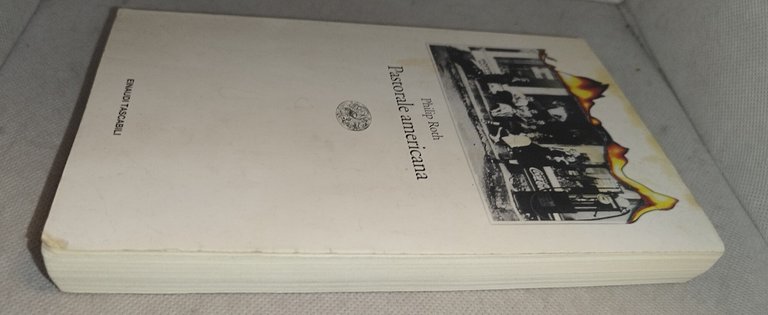 Philip Roth
Pastorale americana
EINAUDI TASCABILI